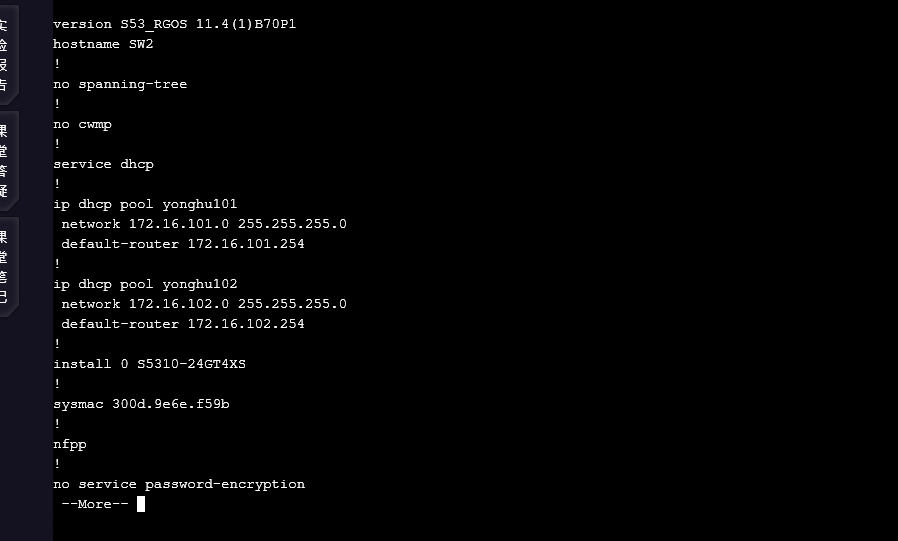 实
验
报
告
课
堂
答
疑
课
堂
笔
记
version S53_RGOS 11.4(1)B70P1
hostname SW2
!
no spanning-tree
!
no cwmp
!
service dhcp
!
ip dhcp pool yonghu101
 network 172.16.101.0 255.255.255.0
 default-router 172.16.101.254
!
ip dhcp pool yonghu102
 network 172.16.102.0 255.255.255.0
 default-router 172.16.102.254
!
install 0 S5310-24GT4XS
!
sysmac 300d.9e6e.f59b
!
nfpp
!
no service password-encryption
 --More--